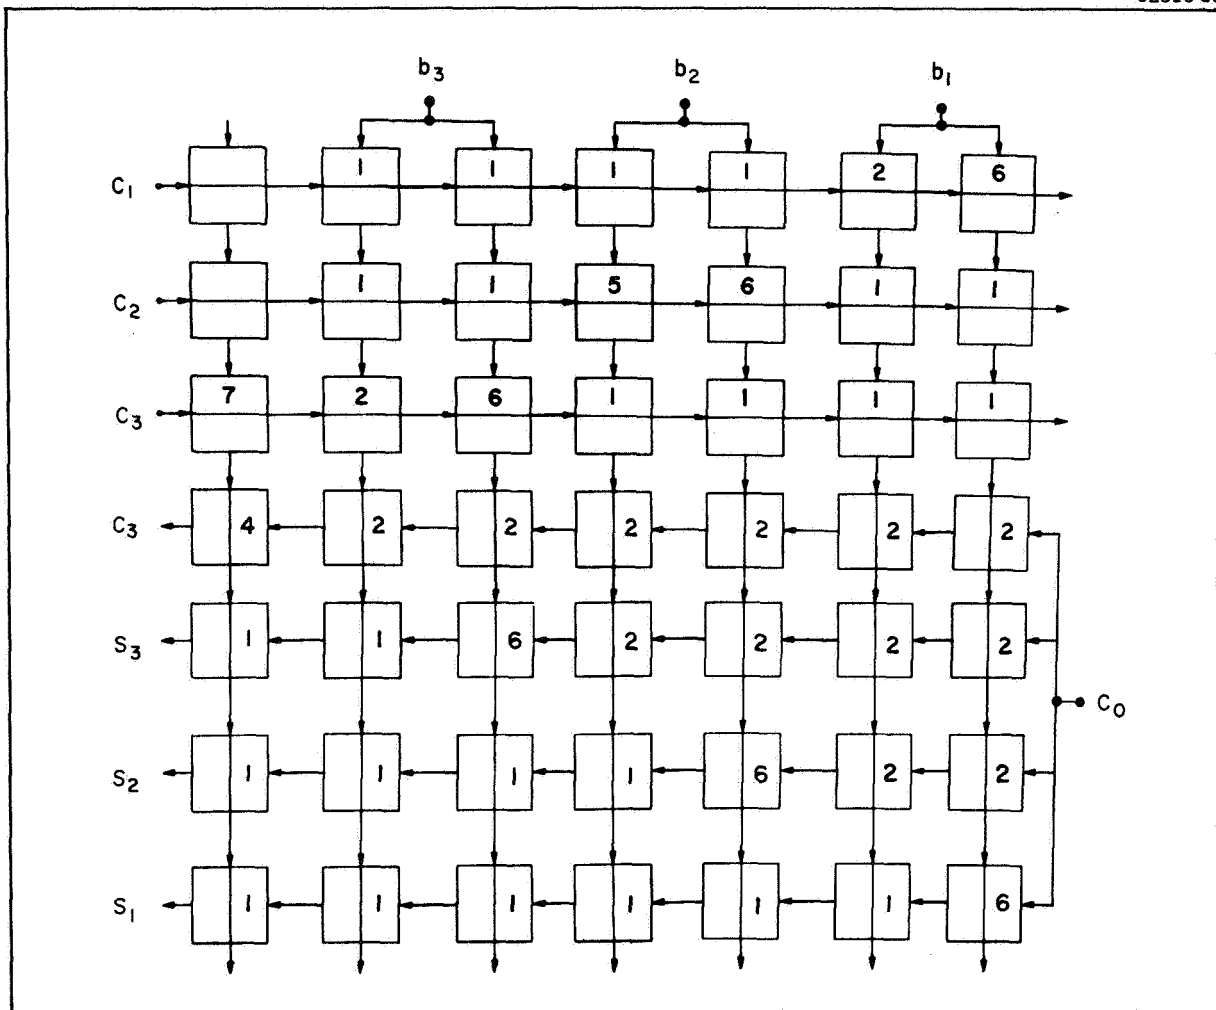 b3 b2 b1
C1 1 1 1 1 2 6
C2 1 1 5 6 1 1
C3 7 2 6 1 1 1 1
C3 4 2 2 2 2 2 2
S3 1 1 6 2 2 2 2
C0
S2 1 1 1 1 6 2 2
S1 1 1 1 1 1 1 6